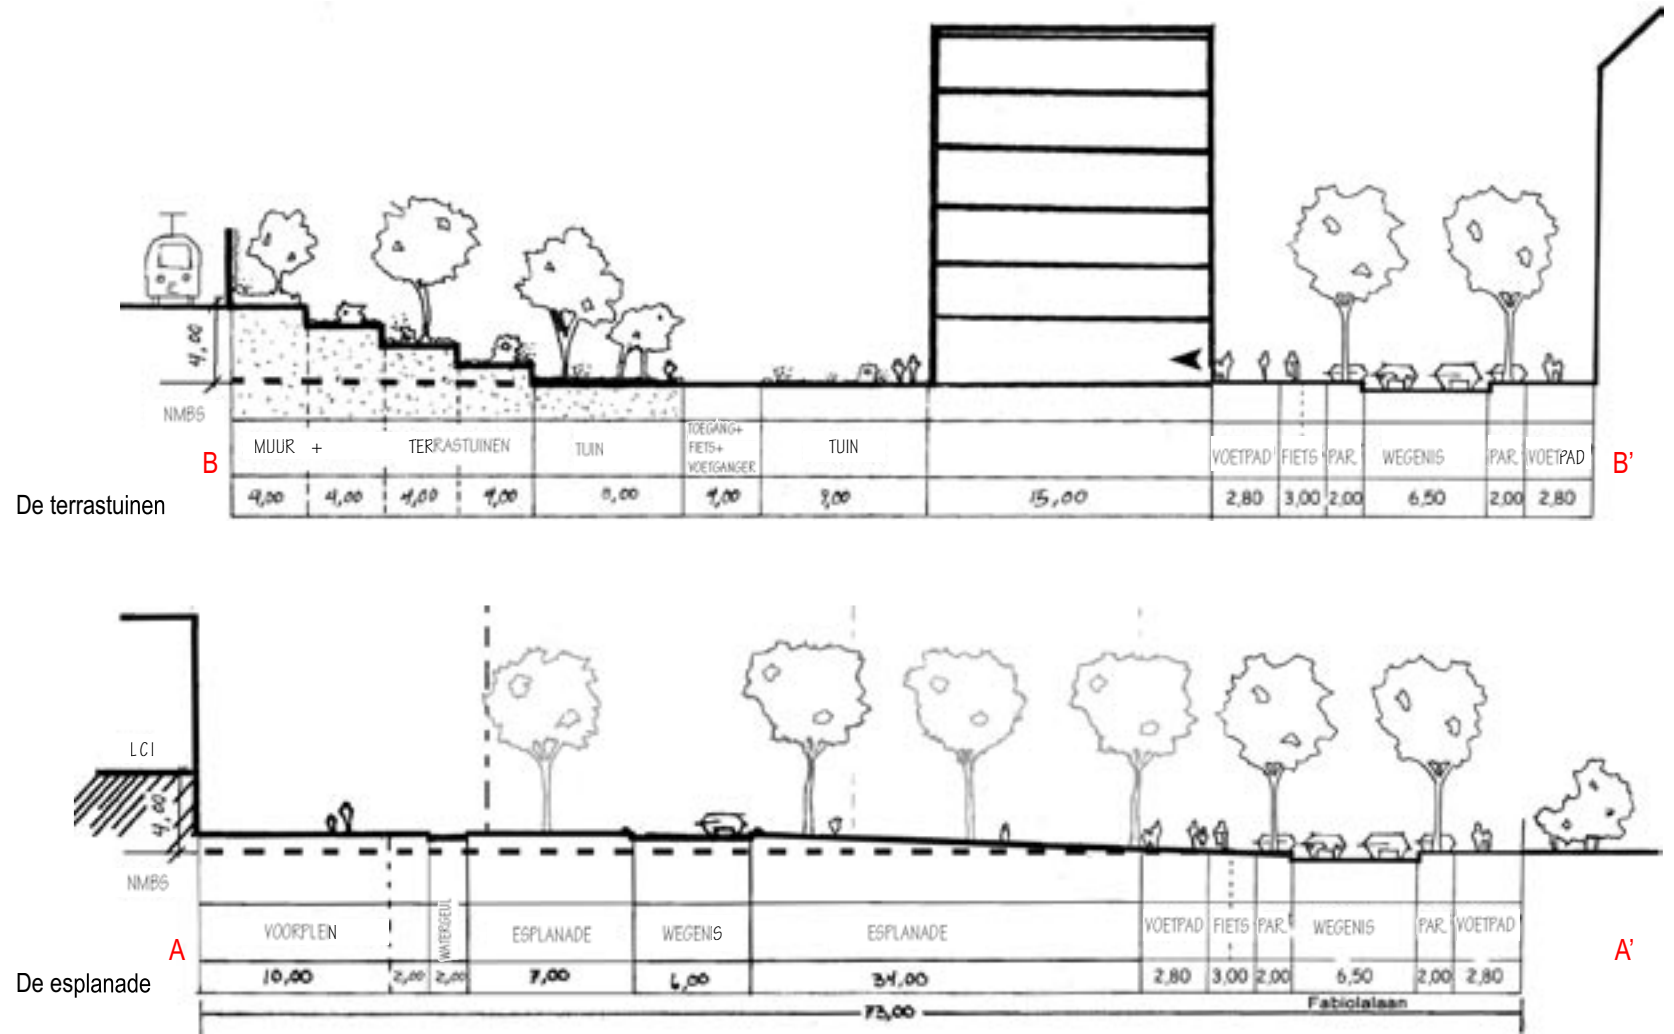 4,00
NMBS
MUUR + TERRASTUINEN
TUIN
TOEGANG+
FIETS+
VOETGANGER
TUIN
VOETPAD FIETS PAR. WEGENIS PAR. VOETPAD
B
B'
De terrastuinen
4,00 4,00 4,00 4,00 8,00 4,00 9,00 15,00 2,80 3,00 2,00 6,50 2,00 2,80
LCI
4,00
NMBS
VOORPLEIN WATERGEUL ESPLANADE WEGENIS ESPLANADE VOETPAD FIETS PAR. WEGENIS PAR. VOETPAD
A
A'
De esplanade
10,00 2,00 2,00 7,00 6,00 34,00 2,80 3,00 2,00 6,50 2,00 2,80
Fabiolalaan
73,00